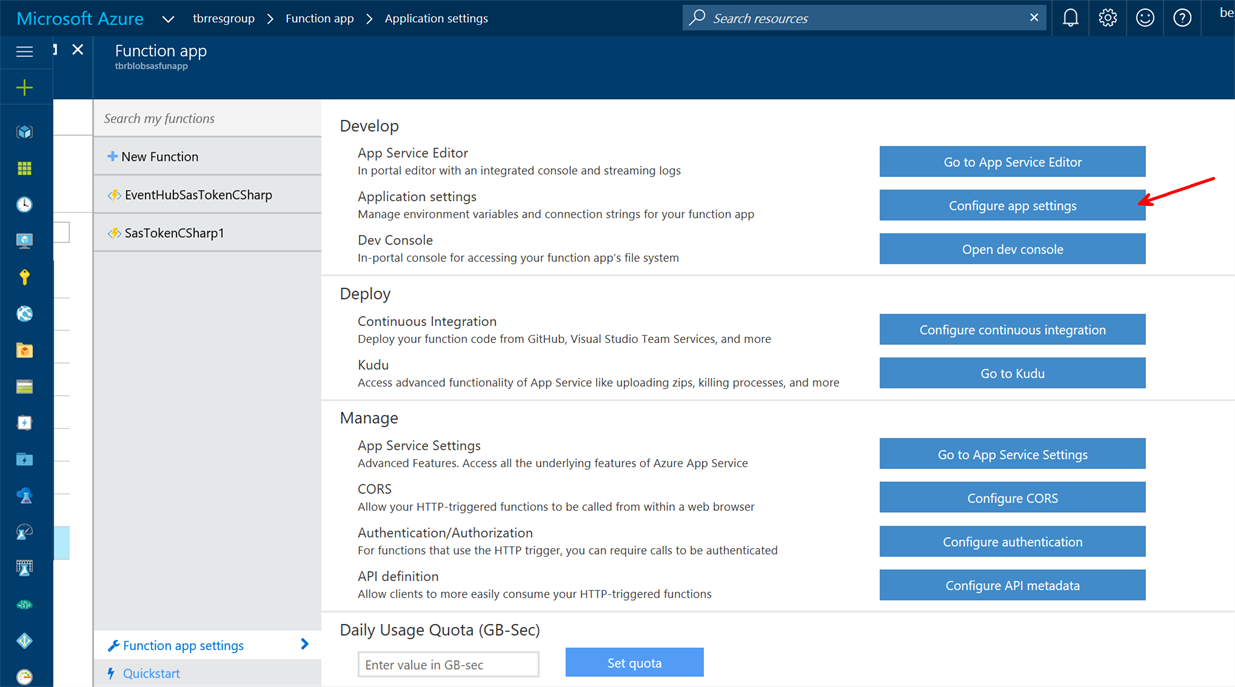 Microsoft Azure tbrresgroup Function app Application settings
Search resources
be
Function app
tbrblobsasfunapp
Search my functions
New Function
EventHubSasTokenCSharp
SasTokenCSharp1
Function app settings
Quickstart
Develop
App Service Editor
In portal editor with an integrated console and streaming logs
Go to App Service Editor
Application settings
Manage environment variables and connection strings for your function app
Configure app settings
Dev Console
In-portal console for accessing your function app's file system
Open dev console
Deploy
Continuous Integration
Deploy your function code from GitHub, Visual Studio Team Services, and more
Configure continuous integration
Kudu
Access advanced functionality of App Service like uploading zips, killing processes, and more
Go to Kudu
Manage
App Service Settings
Advanced Features. Access all the underlying features of Azure App Service
Go to App Service Settings
CORS
Allow your HTTP-triggered functions to be called from within a web browser
Configure CORS
Authentication/Authorization
For functions that use the HTTP trigger, you can require calls to be authenticated
Configure authentication
API definition
Allow clients to more easily consume your HTTP-triggered functions
Configure API metadata
Daily Usage Quota (GB-Sec)
Enter value in GB-sec
Set quota